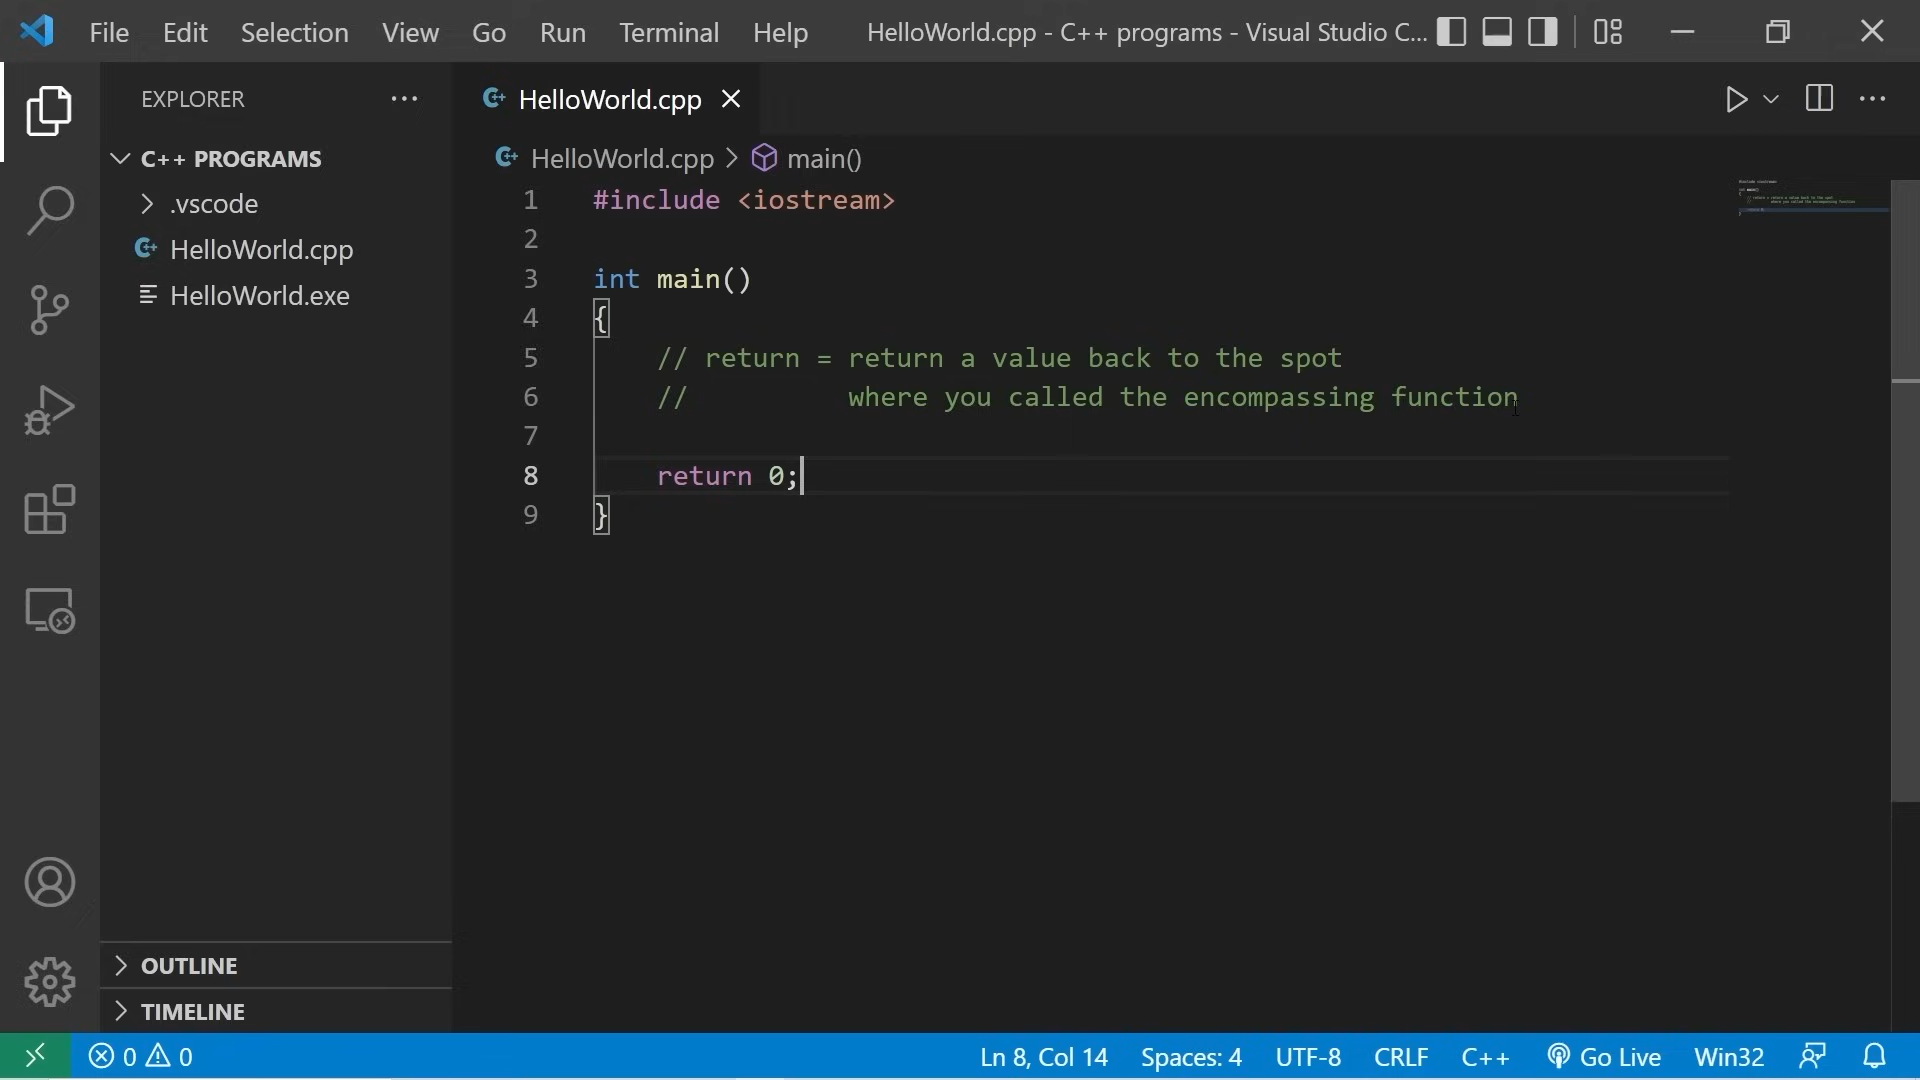 File Edit Selection View Go Run Terminal Help HelloWorld.cpp - C++ programs - Visual Studio C...
EXPLORER
C++ PROGRAMS
.vscode
HelloWorld.cpp
HelloWorld.exe
OUTLINE
TIMELINE
HelloWorld.cpp
HelloWorld.cpp > main()
1 #include <iostream>
2
3 int main()
4 {
5 // return = return a value back to the spot
6 //          where you called the encompassing function
7
8 return 0;
9 }
0 0 Ln 8, Col 14 Spaces: 4 UTF-8 CRLF C++ Go Live Win32